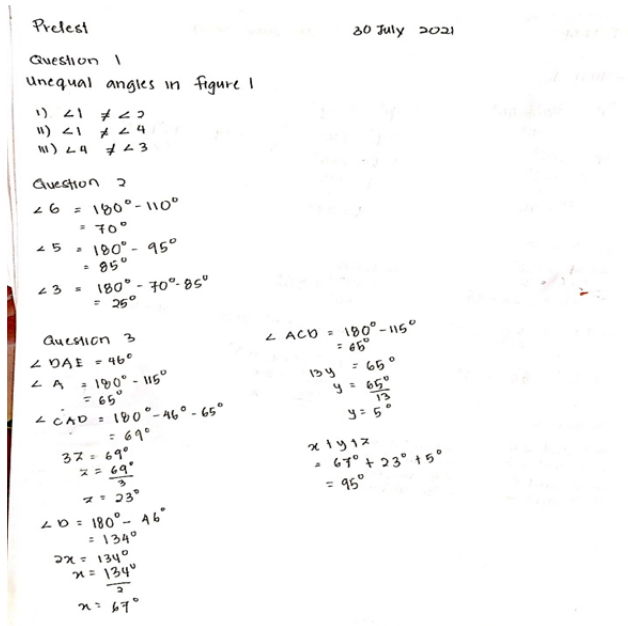 Pretest
30 July 2021
Question 1
Unequal angles in figure 1
i) ∠1 ≠ ∠2
ii) ∠1 ≠ ∠4
iii) ∠4 ≠ ∠3
Question 2
∠6 = 180° - 110°
= 70°
∠5 = 180° - 95°
= 85°
∠3 = 180° - 70° - 85°
= 25°
Question 3
∠DAE = 46°
∠A = 180° - 115°
= 65°
∠CAD = 180° - 46° - 65°
= 69°
3z = 69°
z = 69°/3
z = 23°
∠D = 180° - 46°
= 134°
2x = 134°
x = 134°/2
x = 67°
∠ACD = 180° - 115°
= 65°
13y = 65°
y = 65°/13
y = 5°
x + y + z
= 67° + 23° + 5°
= 95°